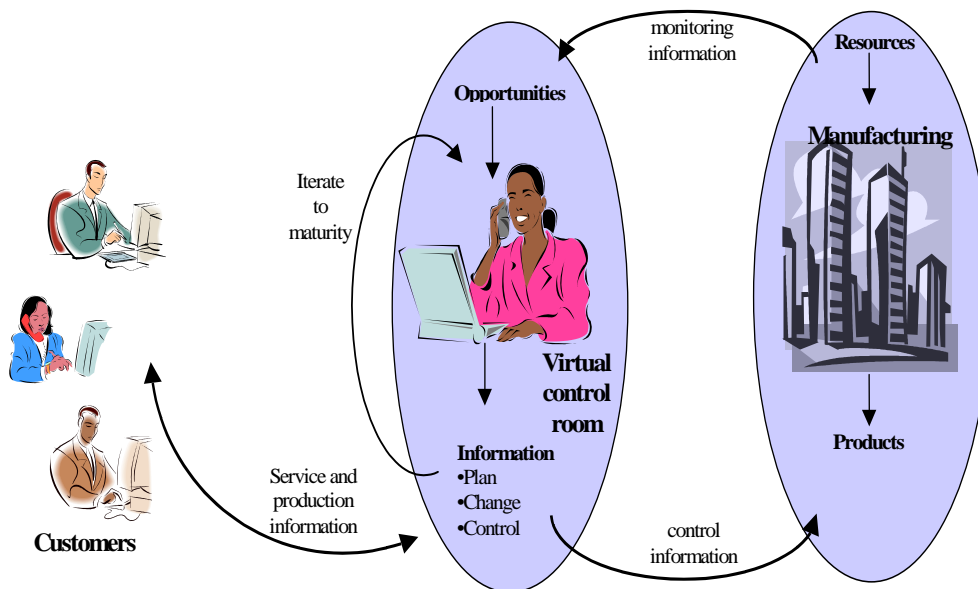 monitoring
information
Resources
Opportunities
Manufacturing
Iterate
to
maturity
Virtual
control
room
Products
Information
•Plan
•Change
•Control
Service and
production
information
Customers
control
information